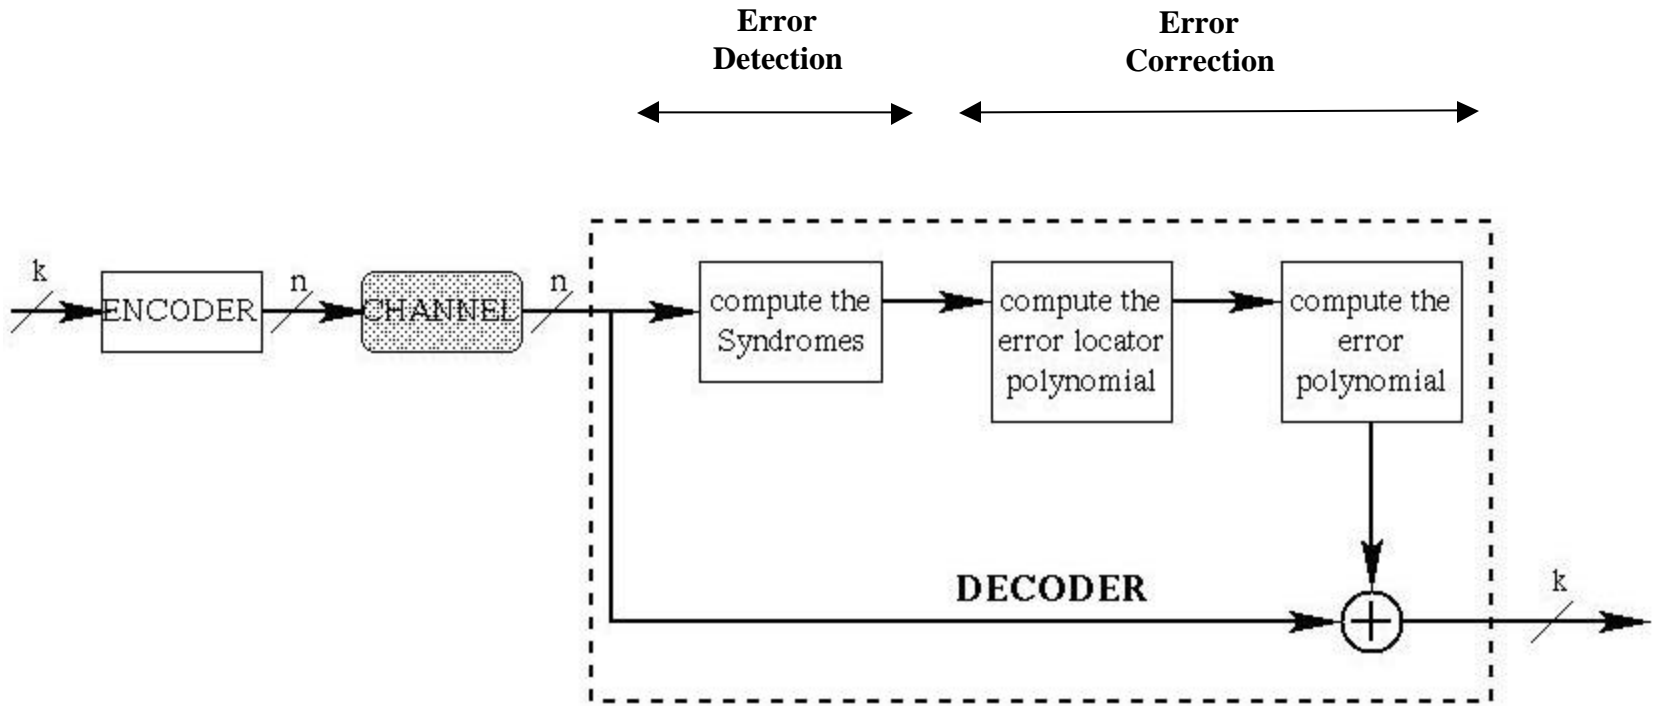 Error
Detection
Error
Correction
k
ENCODER
n
CHANNEL
n
compute the
Syndromes
compute the
error locator
polynomial
compute the
error
polynomial
DECODER
k